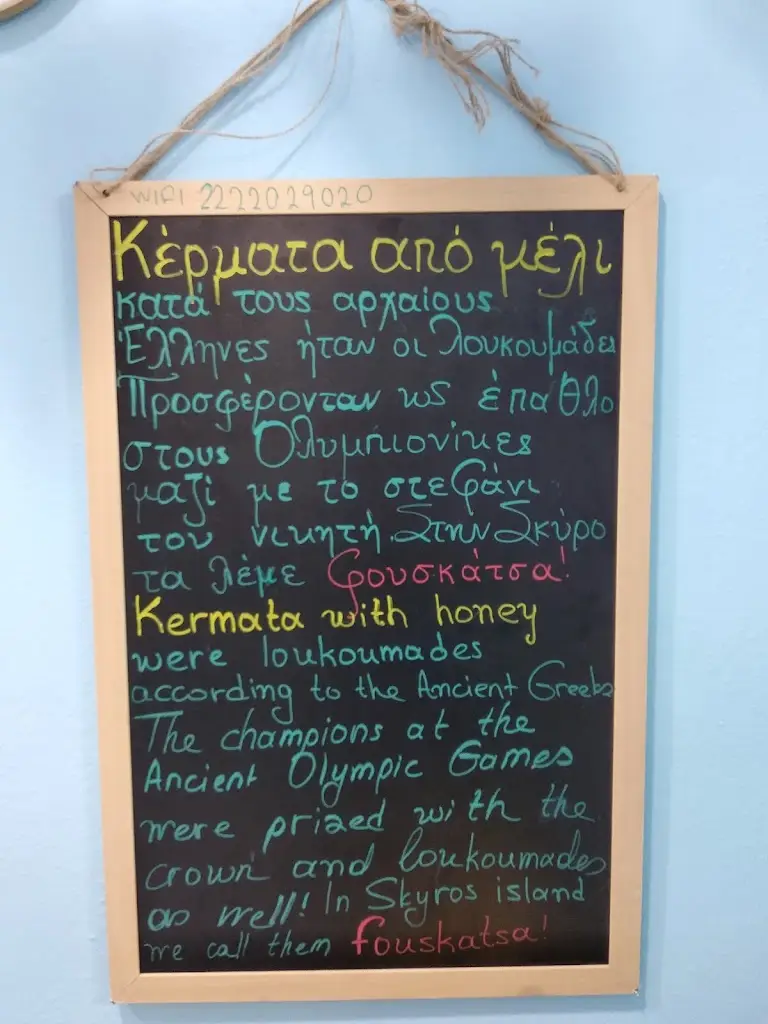 WIFI 2222029020
Κέρματα από μέλι
κατά τους αρχαίους
Έλληνες ήταν οι λουκουμάδες
Προσφέρονταν ως έπαθλο
στους Ολυμπιονίκες
μαζί με το στεφάνι
του νικητή. Στην Σκύρο
τα λέμε φουσκάτσα!
Kermata with honey
were loukoumades
according to the Ancient Greeks
The champions at the
Ancient Olympic Games
were prized with the
crown and loukoumades
as well! In Skyros island
we call them fouskatsa!